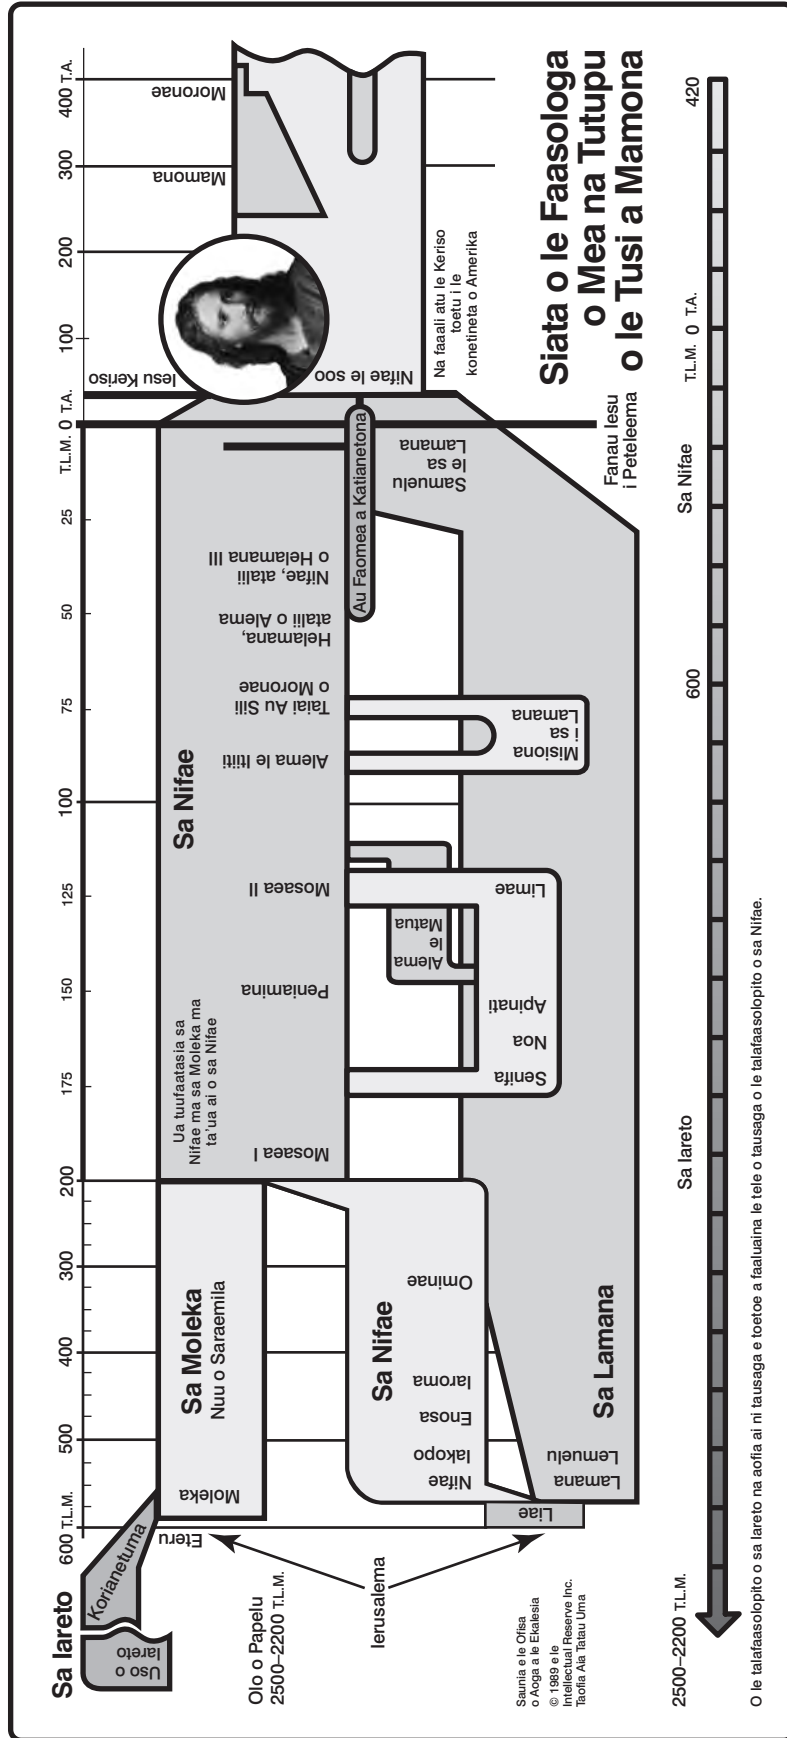 Siata o le Faasologa
o Mea na Tutupu
o le Tusi a Mamona
600 T.L.M.
500
400
300
200
175
150
125
100
75
50
25
T.L.M. 0 T.A.
100
200
300
400 T.A.
Sa Iareto
Uso o
Iareto
Korianetuma
Eteru
Olo o Papelu
2500–2200 T.L.M.
Ierusalema
Moleka
Sa Moleka
Nuu o Saraemila
Sa Nifae
Nifae
Iakopo
Enosa
Iaroma
Ominae
Liae
Lamana
Lemuelu
Sa Lamana
Ua tuufaatasia sa
Nifae ma sa Moleka ma
ta'ua ai o sa Nifae
Sa Nifae
Mosaea I
Peniamina
Mosaea II
Alema le Itiiti
Taiai Au Sili
o Moronae
Helamana,
atalii o Alema
Nifae, atalii
o Helamana III
Senifa
Noa
Apinati
Limae
Alema
le
Matua
Misiona
i sa
Lamana
Au Faomea a Katianetona
Samuelu
le sa
Lamana
Iesu Keriso
Nifae le soo
Mamona
Moronae
Na faaali atu le Keriso
toetu i le
konetineta o Amerika
Fanau Iesu
i Peteleema
Saunia e le Ofisa
o Aoga a le Ekalesia
© 1989 e le
Intellectual Reserve Inc.
Taofia Aia Tatau Uma
2500–2200 T.L.M.
Sa Iareto
600
Sa Nifae
T.L.M. 0 T.A.
420
O le talafaasolopito o sa Iareto na aofia ai ni tausaga e toetoe a faaluaina le tele o tausaga o le talafaasolopito o sa Nifae.